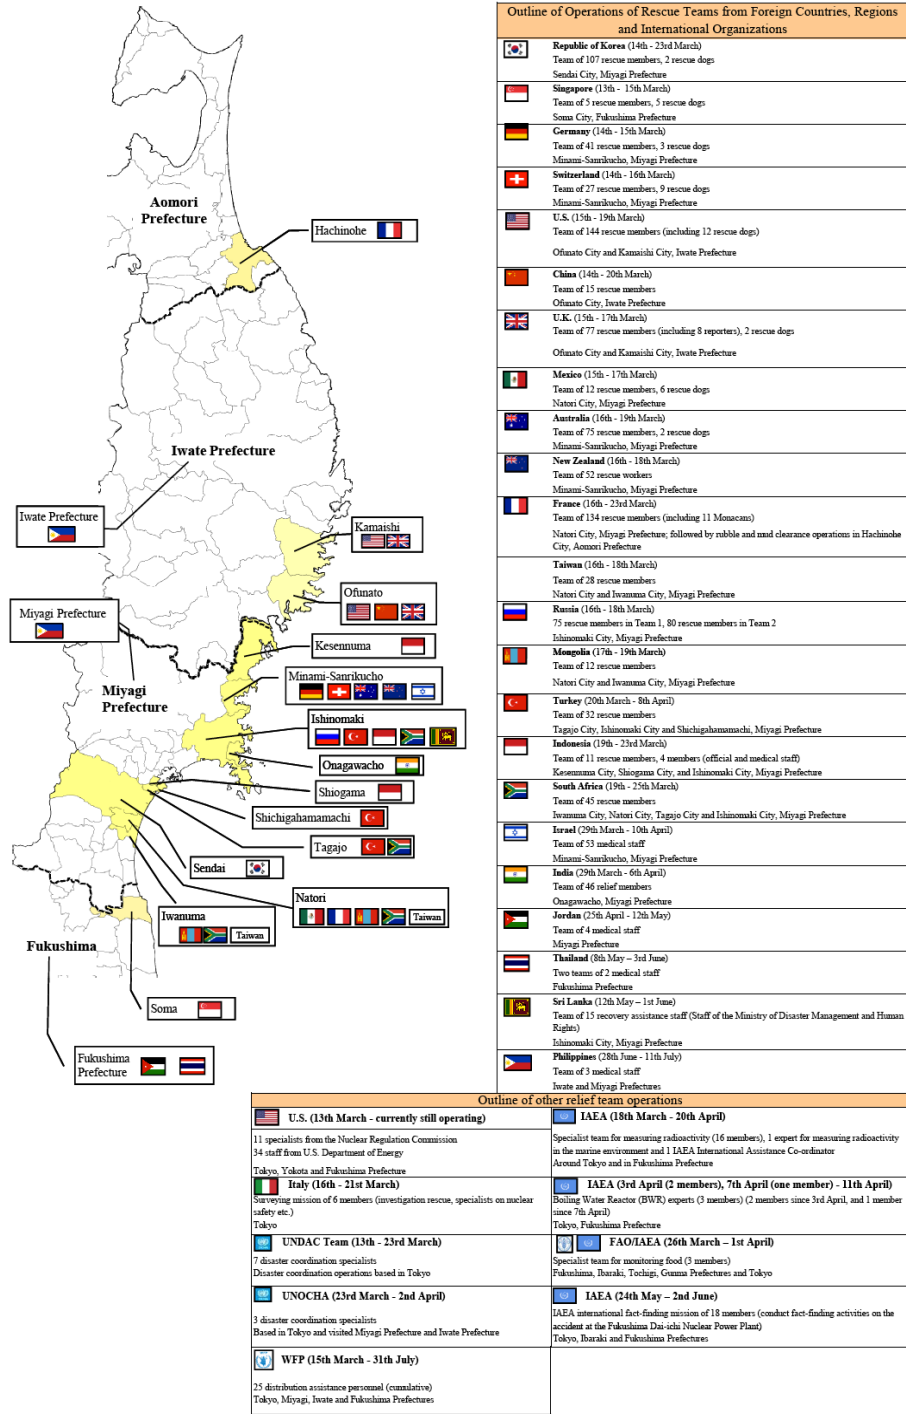 Aomori
Prefecture
Hachinohe
Iwate Prefecture
Iwate Prefecture
Kamaishi
Ofunato
Miyagi Prefecture
Kesennuma
Miyagi
Prefecture
Minami-Sanrikucho
Ishinomaki
Onagawacho
Shiogama
Shichigahamamachi
Tagajo
Sendai
Natori
Taiwan
Iwanuma
Taiwan
Fukushima
Soma
Fukushima
Prefecture
Outline of Operations of Rescue Teams from Foreign Countries, Regions
and International Organizations
Republic of Korea (14th - 23rd March)
Team of 107 rescue members, 2 rescue dogs
Sendai City, Miyagi Prefecture
Singapore (13th - 15th March)
Team of 5 rescue members, 5 rescue dogs
Soma City, Fukushima Prefecture
Germany (14th - 15th March)
Team of 41 rescue members, 3 rescue dogs
Minami-Sanrikucho, Miyagi Prefecture
Switzerland (14th - 16th March)
Team of 27 rescue members, 9 rescue dogs
Minami-Sanrikucho, Miyagi Prefecture
U.S. (15th - 19th March)
Team of 144 rescue members (including 12 rescue dogs)
Ofunato City and Kamaishi City, Iwate Prefecture
China (14th - 20th March)
Team of 15 rescue members
Ofunato City, Iwate Prefecture
U.K. (15th - 17th March)
Team of 77 rescue members (including 8 reporters), 2 rescue dogs
Ofunato City and Kamaishi City, Iwate Prefecture
Mexico (15th - 17th March)
Team of 12 rescue members, 6 rescue dogs
Natori City, Miyagi Prefecture
Australia (16th - 19th March)
Team of 75 rescue members, 2 rescue dogs
Minami-Sanrikucho, Miyagi Prefecture
New Zealand (16th - 18th March)
Team of 52 rescue workers
Minami-Sanrikucho, Miyagi Prefecture
France (16th - 23rd March)
Team of 134 rescue members (including 11 Monacans)
Natori City, Miyagi Prefecture; followed by rubble and mud clearance operations in Hachinohe
City, Aomori Prefecture
Taiwan (16th - 18th March)
Team of 28 rescue members
Natori City and Iwanuma City, Miyagi Prefecture
Russia (16th - 18th March)
75 rescue members in Team 1, 80 rescue members in Team 2
Ishinomaki City, Miyagi Prefecture
Mongolia (17th - 19th March)
Team of 12 rescue members
Natori City and Iwanuma City, Miyagi Prefecture
Turkey (20th March - 8th April)
Team of 32 rescue members
Tagajo City, Ishinomaki City and Shichigahamamachi, Miyagi Prefecture
Indonesia (19th - 23rd March)
Team of 11 rescue members, 4 members (official and medical staff)
Kesennuma City, Shiogama City, and Ishinomaki City, Miyagi Prefecture
South Africa (19th - 25th March)
Team of 45 rescue members
Iwanuma City, Natori City, Tagajo City and Ishinomaki City, Miyagi Prefecture
Israel (29th March - 10th April)
Team of 53 medical staff
Minami-Sanrikucho, Miyagi Prefecture
India (29th March - 6th April)
Team of 46 relief members
Onagawacho, Miyagi Prefecture
Jordan (25th April - 12th May)
Team of 4 medical staff
Miyagi Prefecture
Thailand (8th May – 3rd June)
Two teams of 2 medical staff
Fukushima Prefecture
Sri Lanka (12th May – 1st June)
Team of 15 recovery assistance staff (Staff of the Ministry of Disaster Management and Human
Rights)
Ishinomaki City, Miyagi Prefecture
Philippines (28th June - 11th July)
Team of 3 medical staff
Iwate and Miyagi Prefectures
Outline of other relief team operations
U.S. (13th March - currently still operating)
11 specialists from the Nuclear Regulation Commission
34 staff from U.S. Department of Energy
Tokyo, Yokota and Fukushima Prefecture
IAEA (18th March - 20th April)
Specialist team for measuring radioactivity (16 members), 1 expert for measuring radioactivity
in the marine environment and 1 IAEA International Assistance Co-ordinator
Around Tokyo and in Fukushima Prefecture
Italy (16th - 21st March)
Surveying mission of 6 members (investigation rescue, specialists on nuclear
safety etc.)
Tokyo
IAEA (3rd April (2 members), 7th April (one member) - 11th April)
Boiling Water Reactor (BWR) experts (3 members) (2 members since 3rd April, and 1 member
since 7th April)
Tokyo, Fukushima Prefecture
UNDAC Team (13th - 23rd March)
7 disaster coordination specialists
Disaster coordination operations based in Tokyo
FAO/IAEA (26th March – 1st April)
Specialist team for monitoring food (3 members)
Fukushima, Ibaraki, Tochigi, Gunma Prefectures and Tokyo
UNOCHA (23rd March - 2nd April)
3 disaster coordination specialists
Based in Tokyo and visited Miyagi Prefecture and Iwate Prefecture
IAEA (24th May – 2nd June)
IAEA international fact-finding mission of 18 members (conduct fact-finding activities on the
accident at the Fukushima Dai-ichi Nuclear Power Plant)
Tokyo, Ibaraki and Fukushima Prefectures
WFP (15th March - 31th July)
25 distribution assistance personnel (cumulative)
Tokyo, Miyagi, Iwate and Fukushima Prefectures